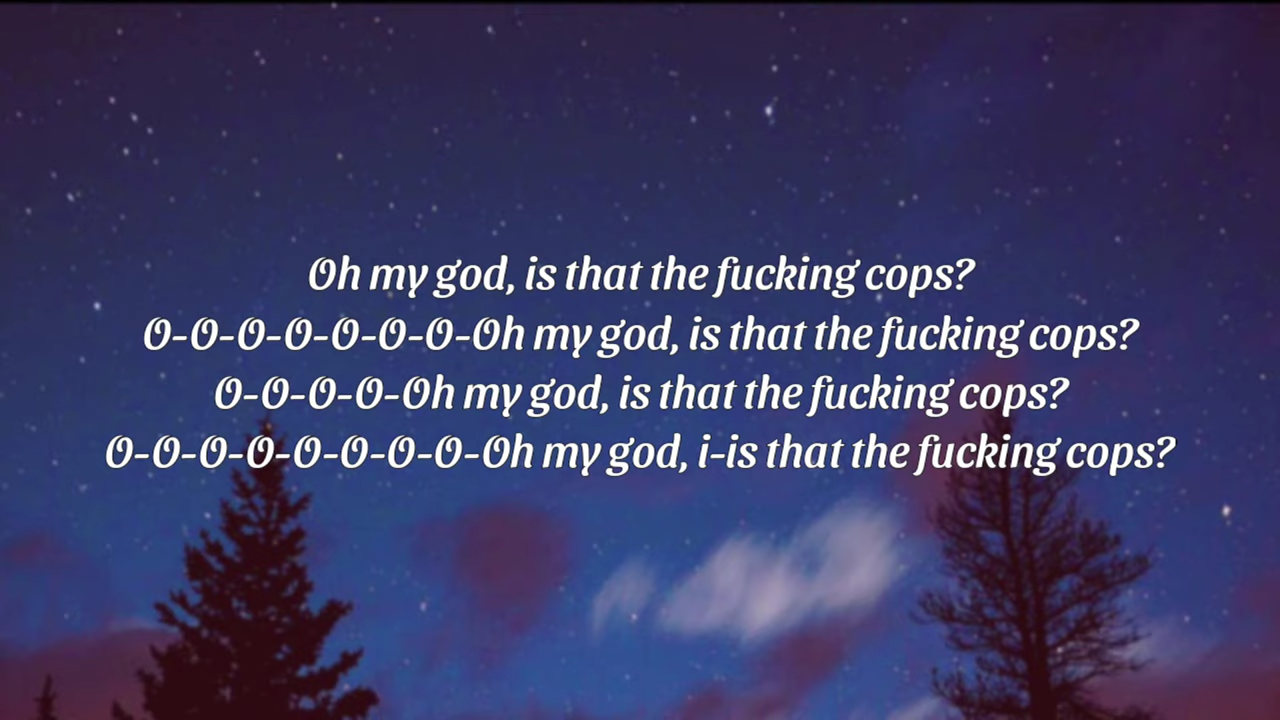 Oh my god, is that the fucking cops?
O-O-O-O-O-O-O-Oh my god, is that the fucking cops?
O-O-O-O-Oh my god, is that the fucking cops?
O-O-O-O-O-O-O-O-Oh my god, i-is that the fucking cops?